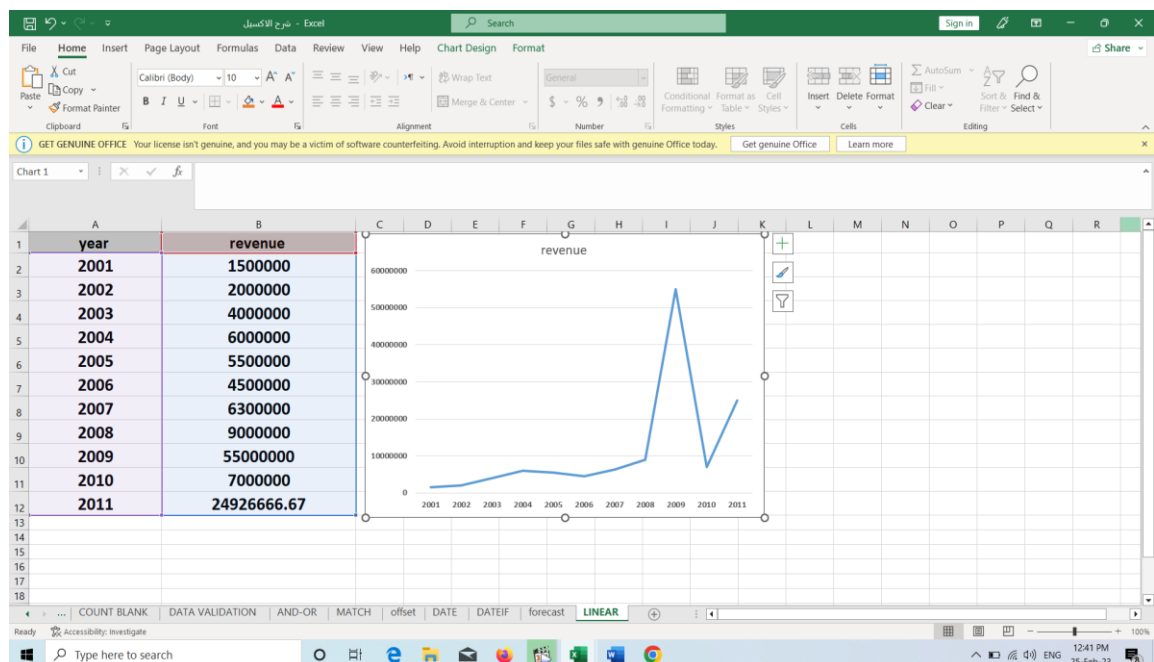 شرح الاكسيل - Excel
Search
Sign in
File Home Insert Page Layout Formulas Data Review View Help Chart Design Format
Share
Paste
Cut
Copy
Format Painter
Calibri (Body) 10
B I U
Wrap Text
Merge & Center
General
$ % 9
Conditional Formatting
Format as Table
Cell Styles
Insert Delete Format
AutoSum
Fill
Clear
Sort & Filter
Find & Select
Clipboard Font Alignment Number Styles Cells Editing
GET GENUINE OFFICE Your license isn't genuine, and you may be a victim of software counterfeiting. Avoid interruption and keep your files safe with genuine Office today. Get genuine Office Learn more
Chart 1 fx
A B C D E F G H I J K L M N O P Q R
1 year revenue
2 2001 1500000
3 2002 2000000
4 2003 4000000
5 2004 6000000
6 2005 5500000
7 2006 4500000
8 2007 6300000
9 2008 9000000
10 2009 55000000
11 2010 7000000
12 2011 24926666.67
13
14
15
16
17
18
revenue
60000000
50000000
40000000
30000000
20000000
10000000
0
2001 2002 2003 2004 2005 2006 2007 2008 2009 2010 2011
... COUNT BLANK DATA VALIDATION AND-OR MATCH offset DATE DATEIF forecast LINEAR
Ready Accessibility: Investigate 100%
Type here to search
ENG
12:41 PM
25-Feb-23